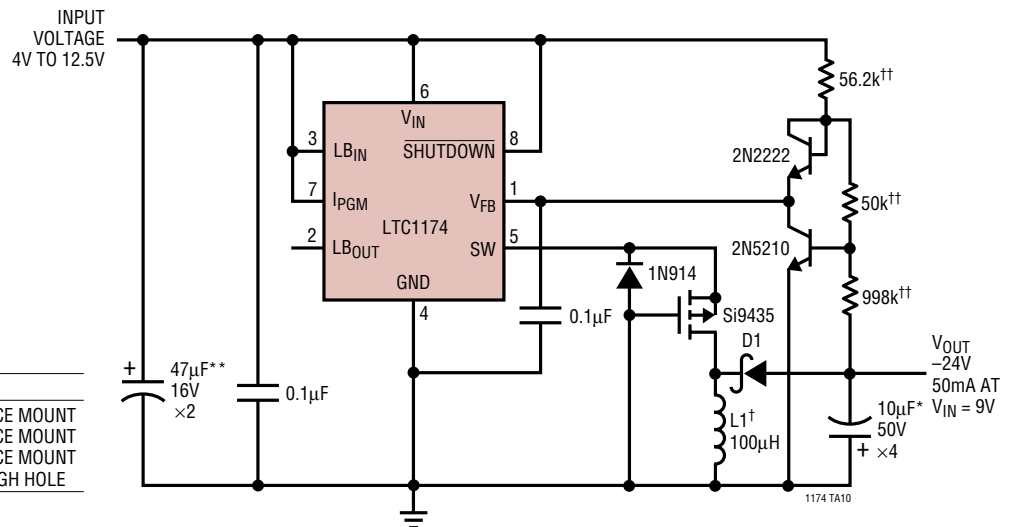 INPUT
VOLTAGE
4V TO 12.5V
6
VIN
3
LBIN
SHUTDOWN
8
7
IPGM
VFB
1
LTC1174
2
LBOUT
SW
5
GND
4
+
47µF**
16V
×2
0.1µF
0.1µF
1N914
Si9435
D1
L1†
100µH
56.2k††
2N2222
50k††
2N5210
998k††
VOUT
–24V
50mA AT
VIN = 9V
10µF*
50V
+ ×4
CE MOUNT
CE MOUNT
CE MOUNT
GH HOLE
1174 TA10